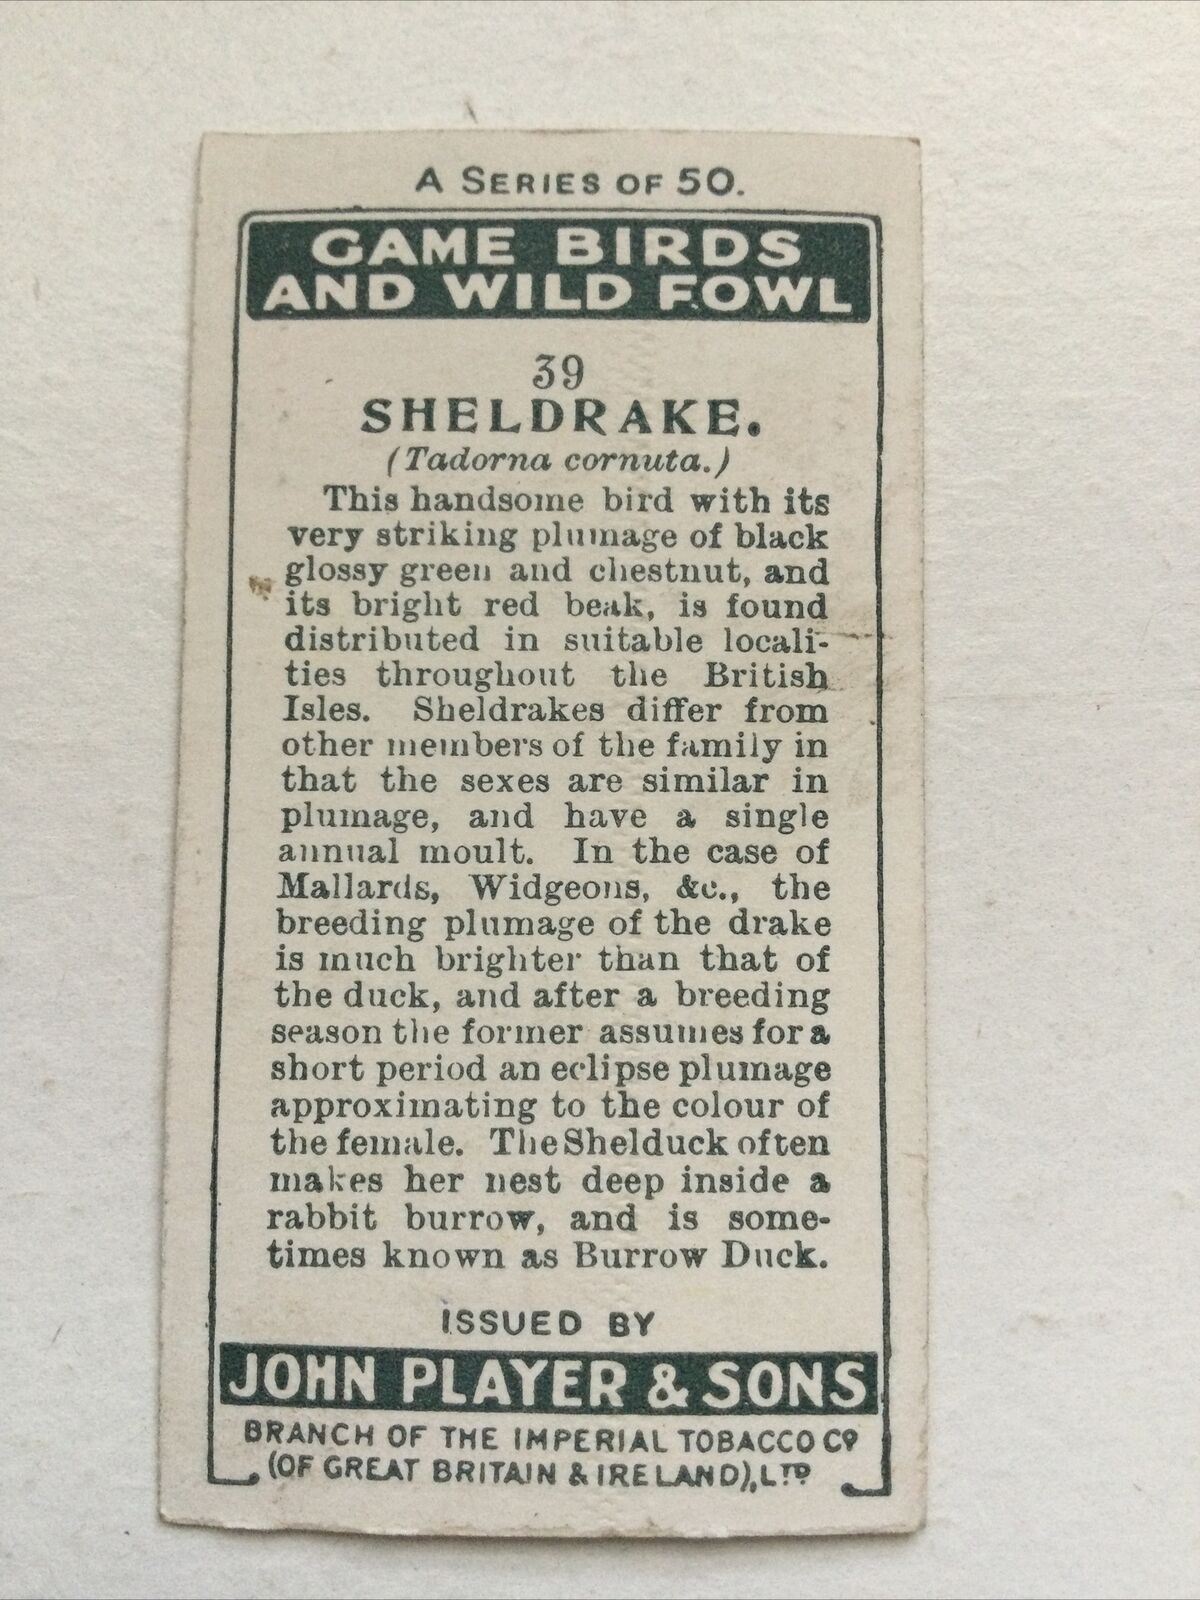 A SERIES OF 50.
GAME BIRDS
AND WILD FOWL
39
SHELDRAKE.
(Tadorna cornuta.)
This handsome bird with its
very striking plumage of black
glossy green and chestnut, and
its bright red beak, is found
distributed in suitable locali-
ties throughout the British
Isles. Sheldrakes differ from
other members of the family in
that the sexes are similar in
plumage, and have a single
annual moult. In the case of
Mallards, Widgeons, &c., the
breeding plumage of the drake
is much brighter than that of
the duck, and after a breeding
season the former assumes for a
short period an eclipse plumage
approximating to the colour of
the female. The Shelduck often
makes her nest deep inside a
rabbit burrow, and is some-
times known as Burrow Duck.
ISSUED BY
JOHN PLAYER & SONS
BRANCH OF THE IMPERIAL TOBACCO CO
(OF GREAT BRITAIN & IRELAND), LTD